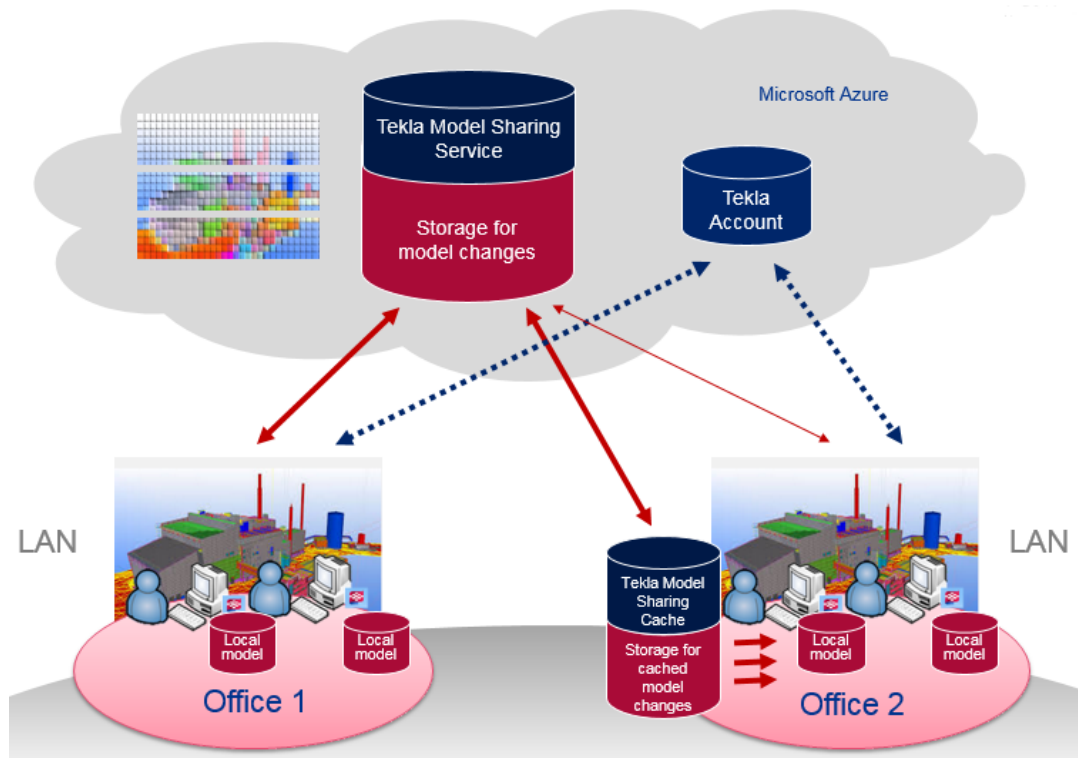 Microsoft Azure
Tekla Model Sharing
Service
Storage for
model changes
Tekla
Account
LAN
LAN
Local
model
Local
model
Office 1
Tekla Model
Sharing
Cache
Storage for
cached
model
changes
Local
model
Local
model
Office 2